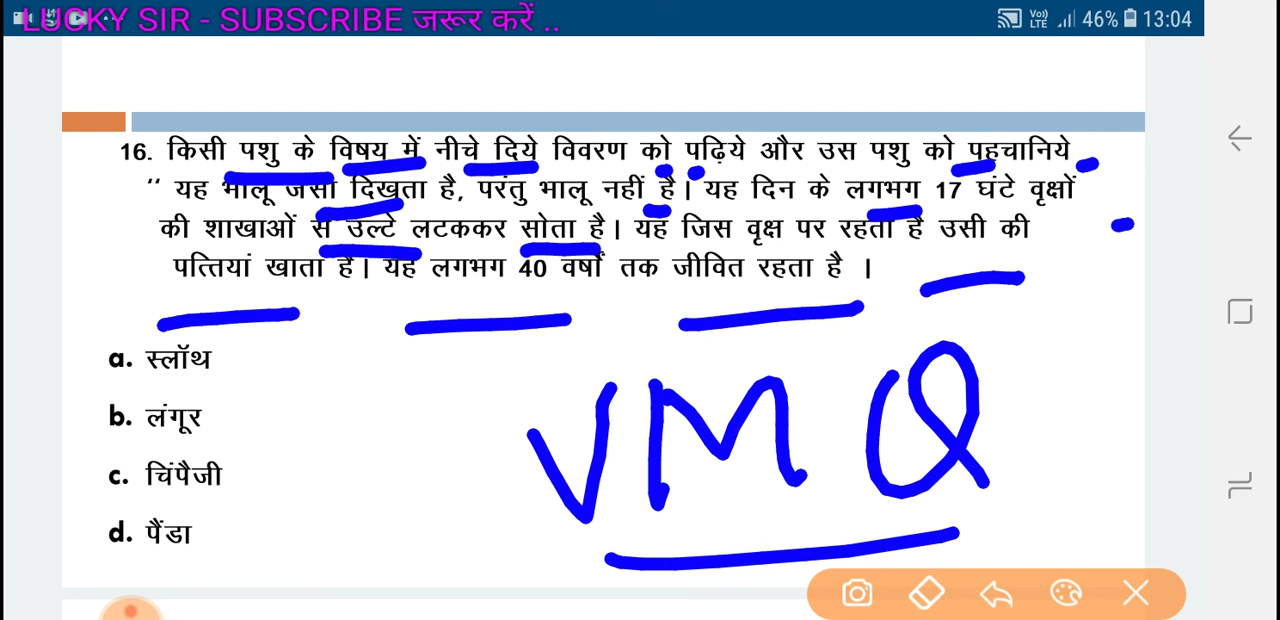 LUCKY SIR - SUBSCRIBE जरूर करें ..
46% 13:04
16. किसी पशु के विषय में नीचे दिये विवरण को पढ़िये और उस पशु को पहचानिये
“ यह भालू जैसा दिखता है, परंतु भालू नहीं है। यह दिन के लगभग 17 घंटे वृक्षों
की शाखाओं से उल्टे लटककर सोता है। यह जिस वृक्ष पर रहता है उसी की
पत्तियां खाता है। यह लगभग 40 वर्षों तक जीवित रहता है ।
a. स्लॉथ
b. लंगूर
c. चिंपैजी
d. पैंडा
VMQ